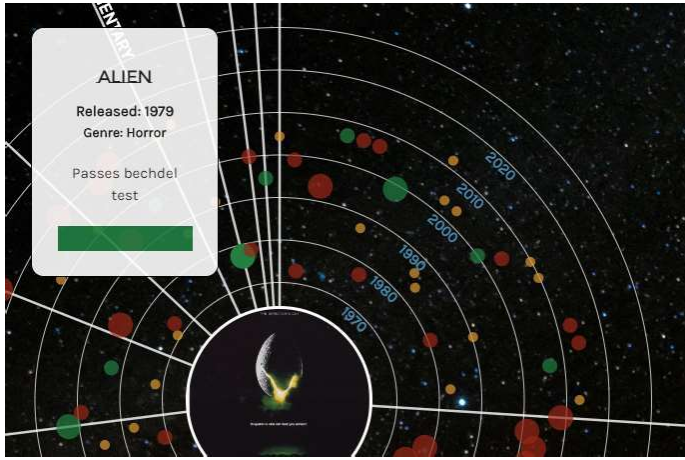 ENTARY
ALIEN
Released: 1979
Genre: Horror
Passes bechdel
test
2020
2010
2000
1990
1980
1970